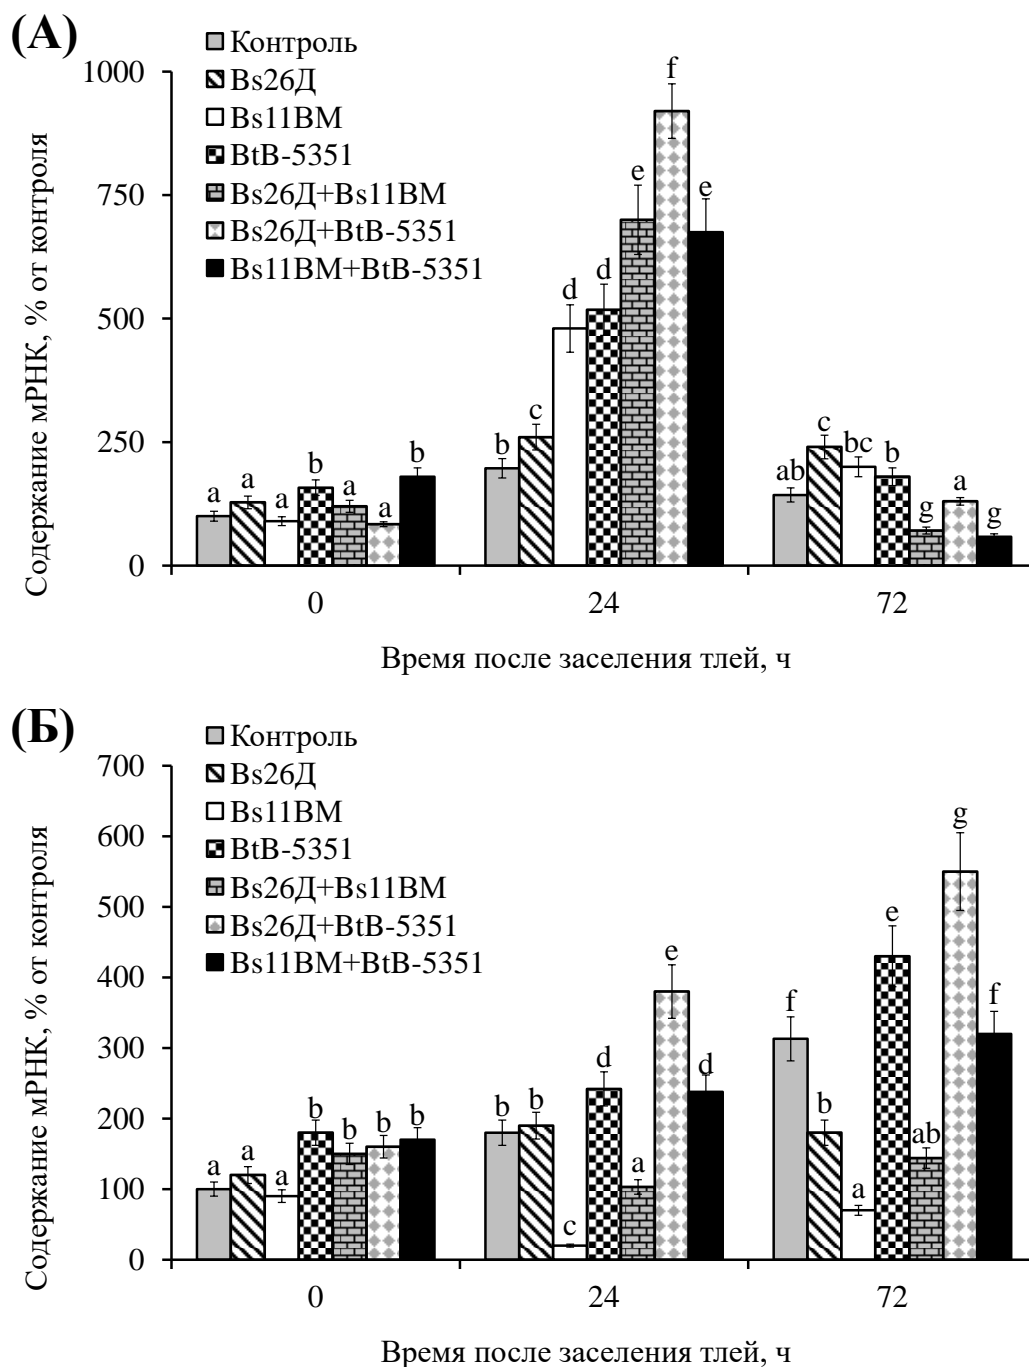 (А)
Контроль
Bs26Д
Bs11ВМ
BtB-5351
Bs26Д+Bs11ВМ
Bs26Д+BtB-5351
Bs11ВМ+BtB-5351
Содержание мРНК, % от контроля
1000
750
500
250
0
a a a b a a b
b c d d e f e
ab c bc b g a g
0 24 72
Время после заселения тлей, ч
(Б)
Контроль
Bs26Д
Bs11ВМ
BtB-5351
Bs26Д+Bs11ВМ
Bs26Д+BtB-5351
Bs11ВМ+BtB-5351
Содержание мРНК, % от контроля
700
600
500
400
300
200
100
0
a a a b b b b
b b c d a e d
f b a e ab g f
0 24 72
Время после заселения тлей, ч